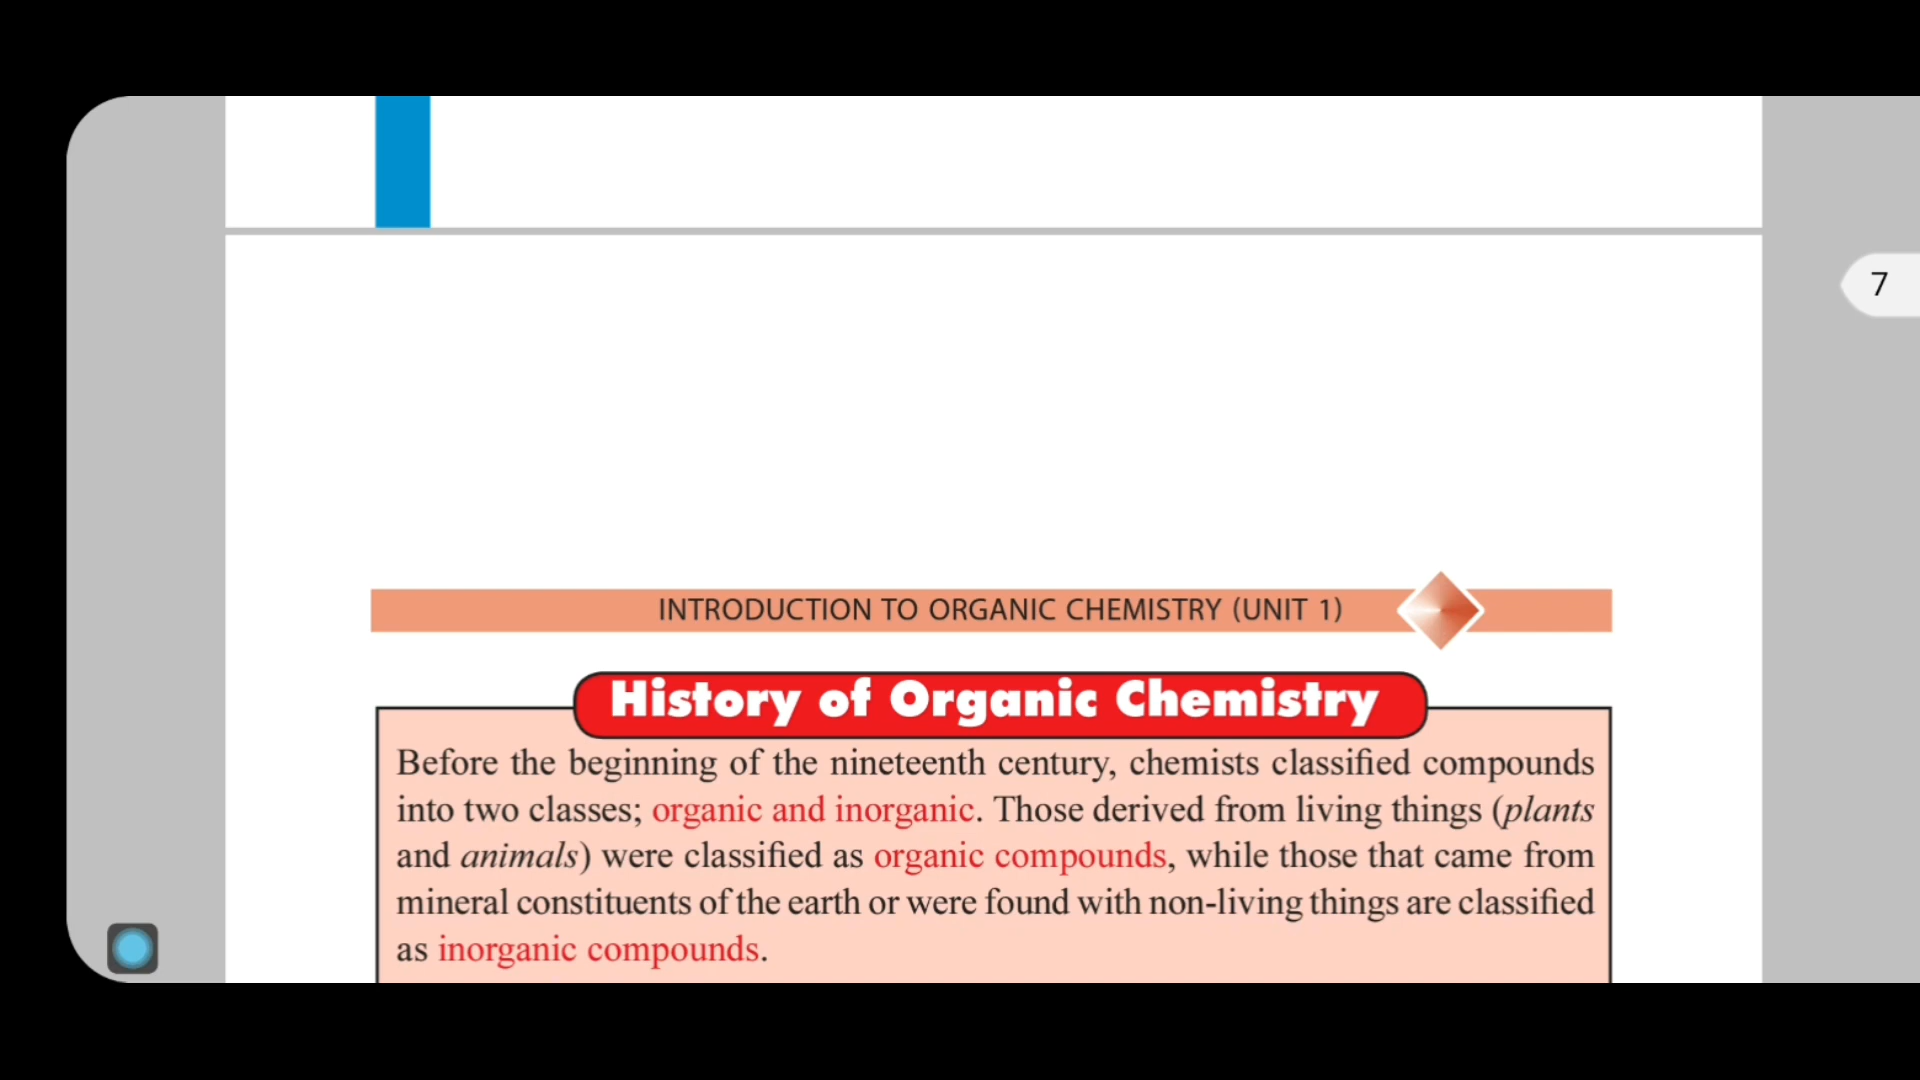 7
INTRODUCTION TO ORGANIC CHEMISTRY (UNIT 1)
History of Organic Chemistry
Before the beginning of the nineteenth century, chemists classified compounds
into two classes; organic and inorganic. Those derived from living things (plants
and animals) were classified as organic compounds, while those that came from
mineral constituents of the earth or were found with non-living things are classified
as inorganic compounds.